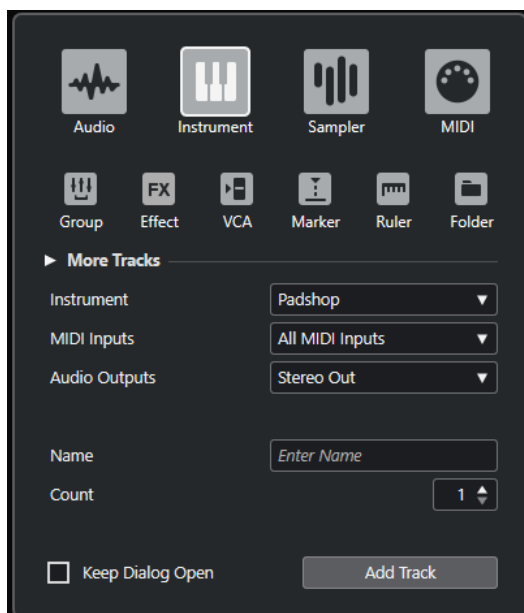 Audio Instrument Sampler MIDI
FX
Group Effect VCA Marker Ruler Folder
More Tracks
Instrument Padshop
MIDI Inputs All MIDI Inputs
Audio Outputs Stereo Out
Name Enter Name
Count 1
Keep Dialog Open Add Track